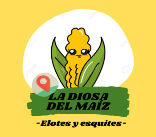 LA DIOSA
DEL MAÍZ
-Elotes y esquites-